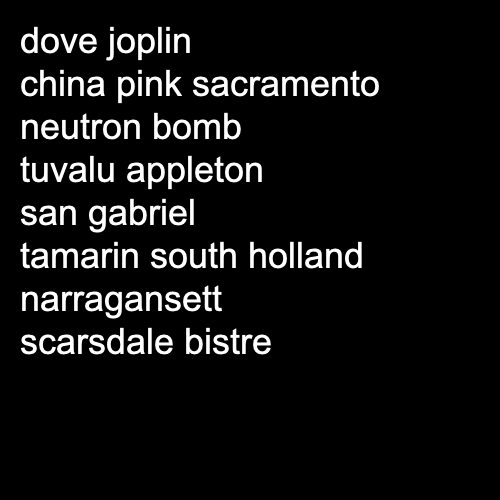 dove joplin
china pink sacramento
neutron bomb
tuvalu appleton
san gabriel
tamarin south holland
narragansett
scarsdale bistre